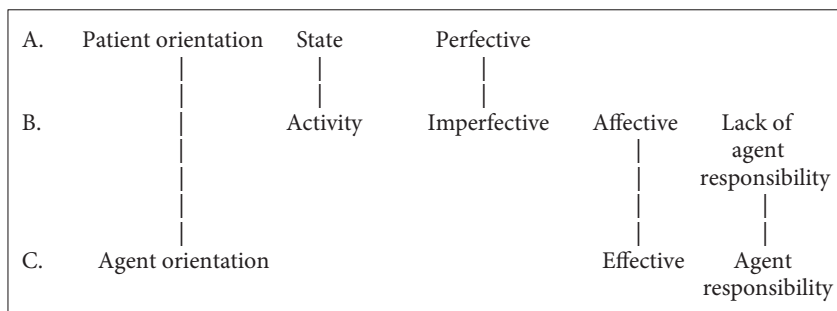 A. Patient orientation State Perfective
B. Activity Imperfective Affective Lack of
agent
responsibility
C. Agent orientation Effective Agent
responsibility